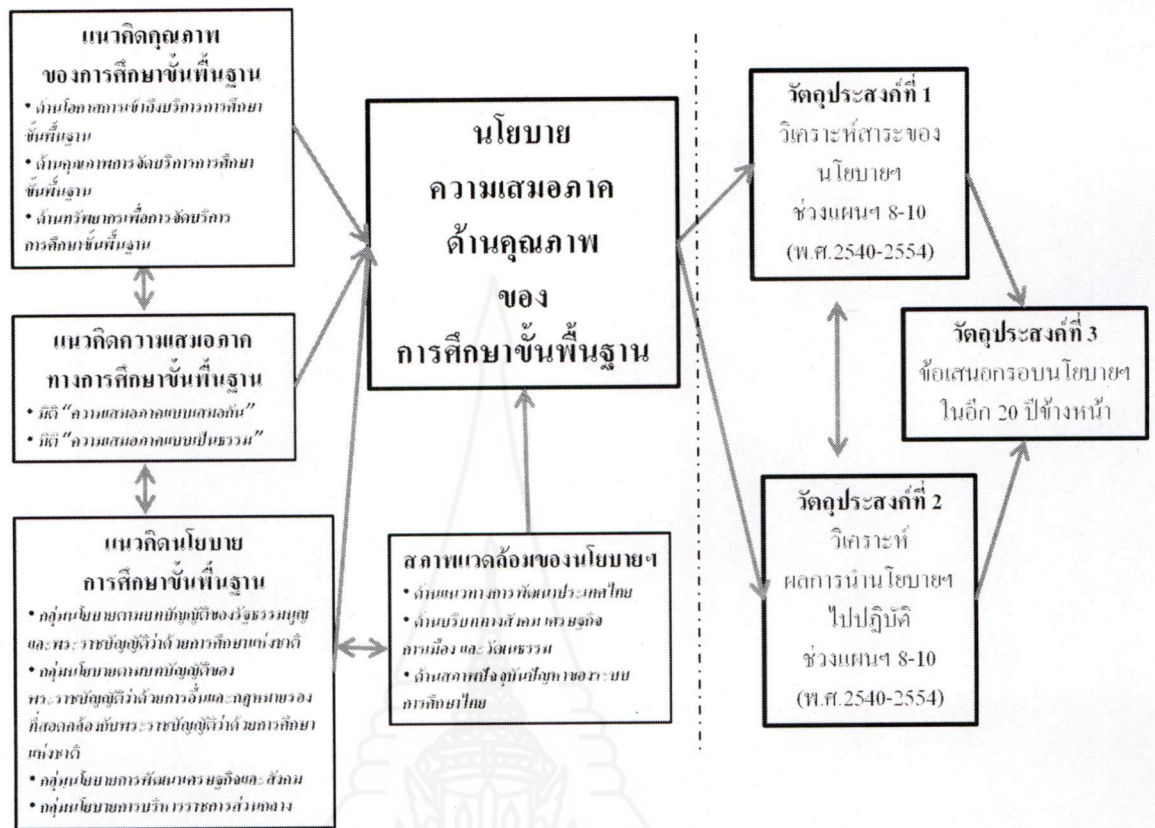 แนวคิดคุณภาพ
ของการศึกษาขั้นพื้นฐาน
• ด้านโอกาสการเข้าถึงบริการการศึกษา
ขั้นพื้นฐาน
• ด้านคุณภาพการจัดบริการการศึกษา
ขั้นพื้นฐาน
• ด้านทรัพยากรเพื่อการจัดบริการ
การศึกษาขั้นพื้นฐาน
แนวคิดความเสมอภาค
ทางการศึกษาขั้นพื้นฐาน
• มิติ “ความเสมอภาคแบบเสมอกัน”
• มิติ “ความเสมอภาคแบบเป็นธรรม”
แนวคิดนโยบาย
การศึกษาขั้นพื้นฐาน
• กลุ่มนโยบายตามบทบัญญัติของรัฐธรรมนูญ
และพระราชบัญญัติว่าด้วยการศึกษาแห่งชาติ
• กลุ่มนโยบายตามบทบัญญัติของ
พระราชบัญญัติว่าด้วยการอื่นและกฎหมายรอง
ที่สอดคล้องกับพระราชบัญญัติว่าด้วยการศึกษา
แห่งชาติ
• กลุ่มนโยบายการพัฒนาเศรษฐกิจและสังคม
• กลุ่มนโยบายการบริหารราชการส่วนกลาง
นโยบาย
ความเสมอภาค
ด้านคุณภาพ
ของ
การศึกษาขั้นพื้นฐาน
สภาพแวดล้อมของนโยบายฯ
• ด้านแนวทางการพัฒนาประเทศไทย
• ด้านบริบททางสังคม เศรษฐกิจ
การเมือง และวัฒนธรรม
• ด้านสภาพปัจจุบันปัญหาของระบบ
การศึกษาไทย
วัตถุประสงค์ที่ 1
วิเคราะห์สาระของ
นโยบายฯ
ช่วงแผนฯ 8-10
(พ.ศ.2540-2554)
วัตถุประสงค์ที่ 3
ข้อเสนอกรอบนโยบายฯ
ในอีก 20 ปีข้างหน้า
วัตถุประสงค์ที่ 2
วิเคราะห์
ผลการนำนโยบายฯ
ไปปฏิบัติ
ช่วงแผนฯ 8-10
(พ.ศ.2540-2554)